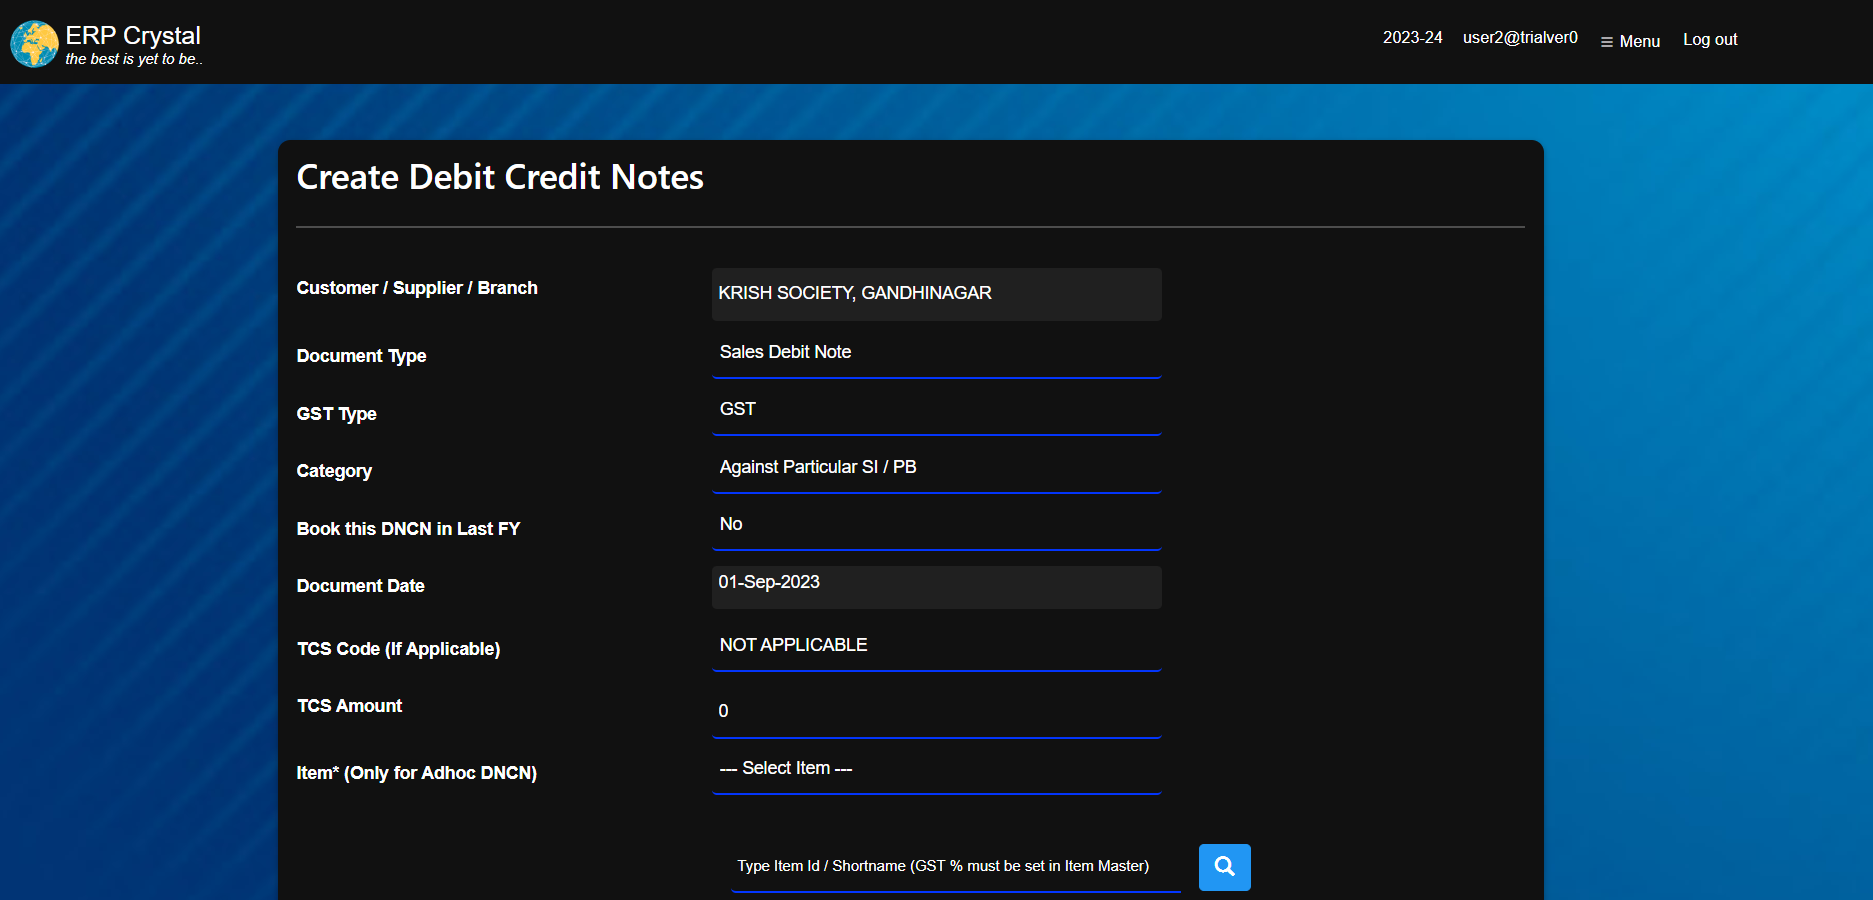 ERP Crystal
the best is yet to be..
2023-24
user2@trialver0
Menu
Log out
Create Debit Credit Notes
Customer / Supplier / Branch
KRISH SOCIETY, GANDHINAGAR
Document Type
Sales Debit Note
GST Type
GST
Category
Against Particular SI / PB
Book this DNCN in Last FY
No
Document Date
01-Sep-2023
TCS Code (If Applicable)
NOT APPLICABLE
TCS Amount
0
Item* (Only for Adhoc DNCN)
--- Select Item ---
Type Item Id / Shortname (GST % must be set in Item Master)